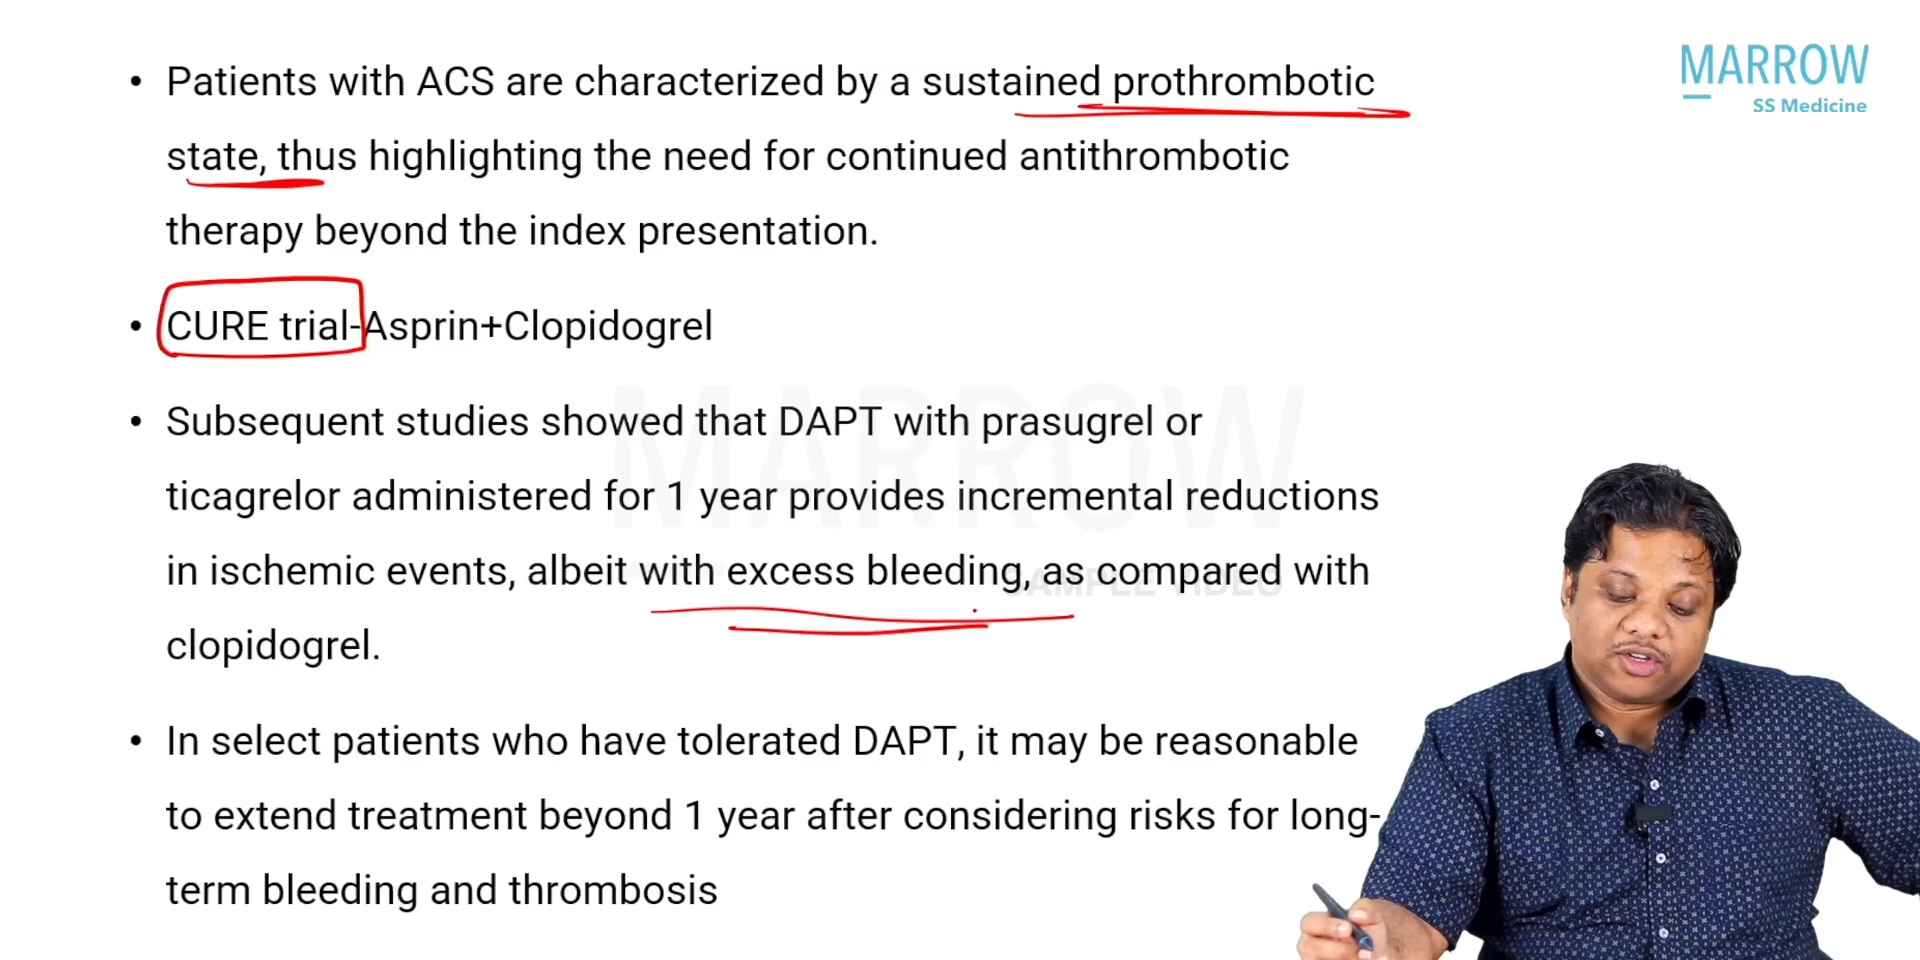 MARROW
SS Medicine
• Patients with ACS are characterized by a sustained prothrombotic
state, thus highlighting the need for continued antithrombotic
therapy beyond the index presentation.
• CURE trial-Asprin+Clopidogrel
• Subsequent studies showed that DAPT with prasugrel or
ticagrelor administered for 1 year provides incremental reductions
in ischemic events, albeit with excess bleeding, as compared with
clopidogrel.
• In select patients who have tolerated DAPT, it may be reasonable
to extend treatment beyond 1 year after considering risks for long-
term bleeding and thrombosis
MARROW
SAMPLE VIDEO